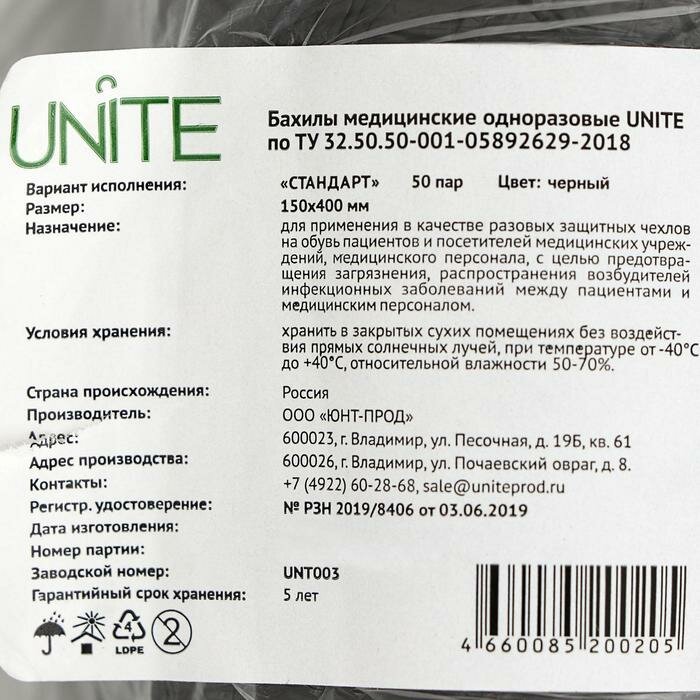 UNITE
Бахилы медицинские одноразовые UNITE
по ТУ 32.50.50-001-05892629-2018
Вариант исполнения: «СТАНДАРТ» 50 пар Цвет: черный
Размер: 150х400 мм
Назначение: для применения в качестве разовых защитных чехлов
на обувь пациентов и посетителей медицинских учреж-
дений, медицинского персонала, с целью предотвра-
щения загрязнения, распространения возбудителей
инфекционных заболеваний между пациентами и
медицинским персоналом.
Условия хранения: хранить в закрытых сухих помещениях без воздейст-
вия прямых солнечных лучей, при температуре от -40°С
до +40°С, относительной влажности 50-70%.
Страна происхождения: Россия
Производитель: ООО «ЮНТ-ПРОД»
Адрес: 600023, г. Владимир, ул. Песочная, д. 19Б, кв. 61
Адрес производства: 600026, г. Владимир, ул. Почаевский овраг, д. 8.
Контакты: +7 (4922) 60-28-68, sale@uniteprod.ru
Регистр. удостоверение: № РЗН 2019/8406 от 03.06.2019
Дата изготовления:
Номер партии:
Заводской номер: UNT003
Гарантийный срок хранения: 5 лет
4
LDPE
2
4 660085 200205